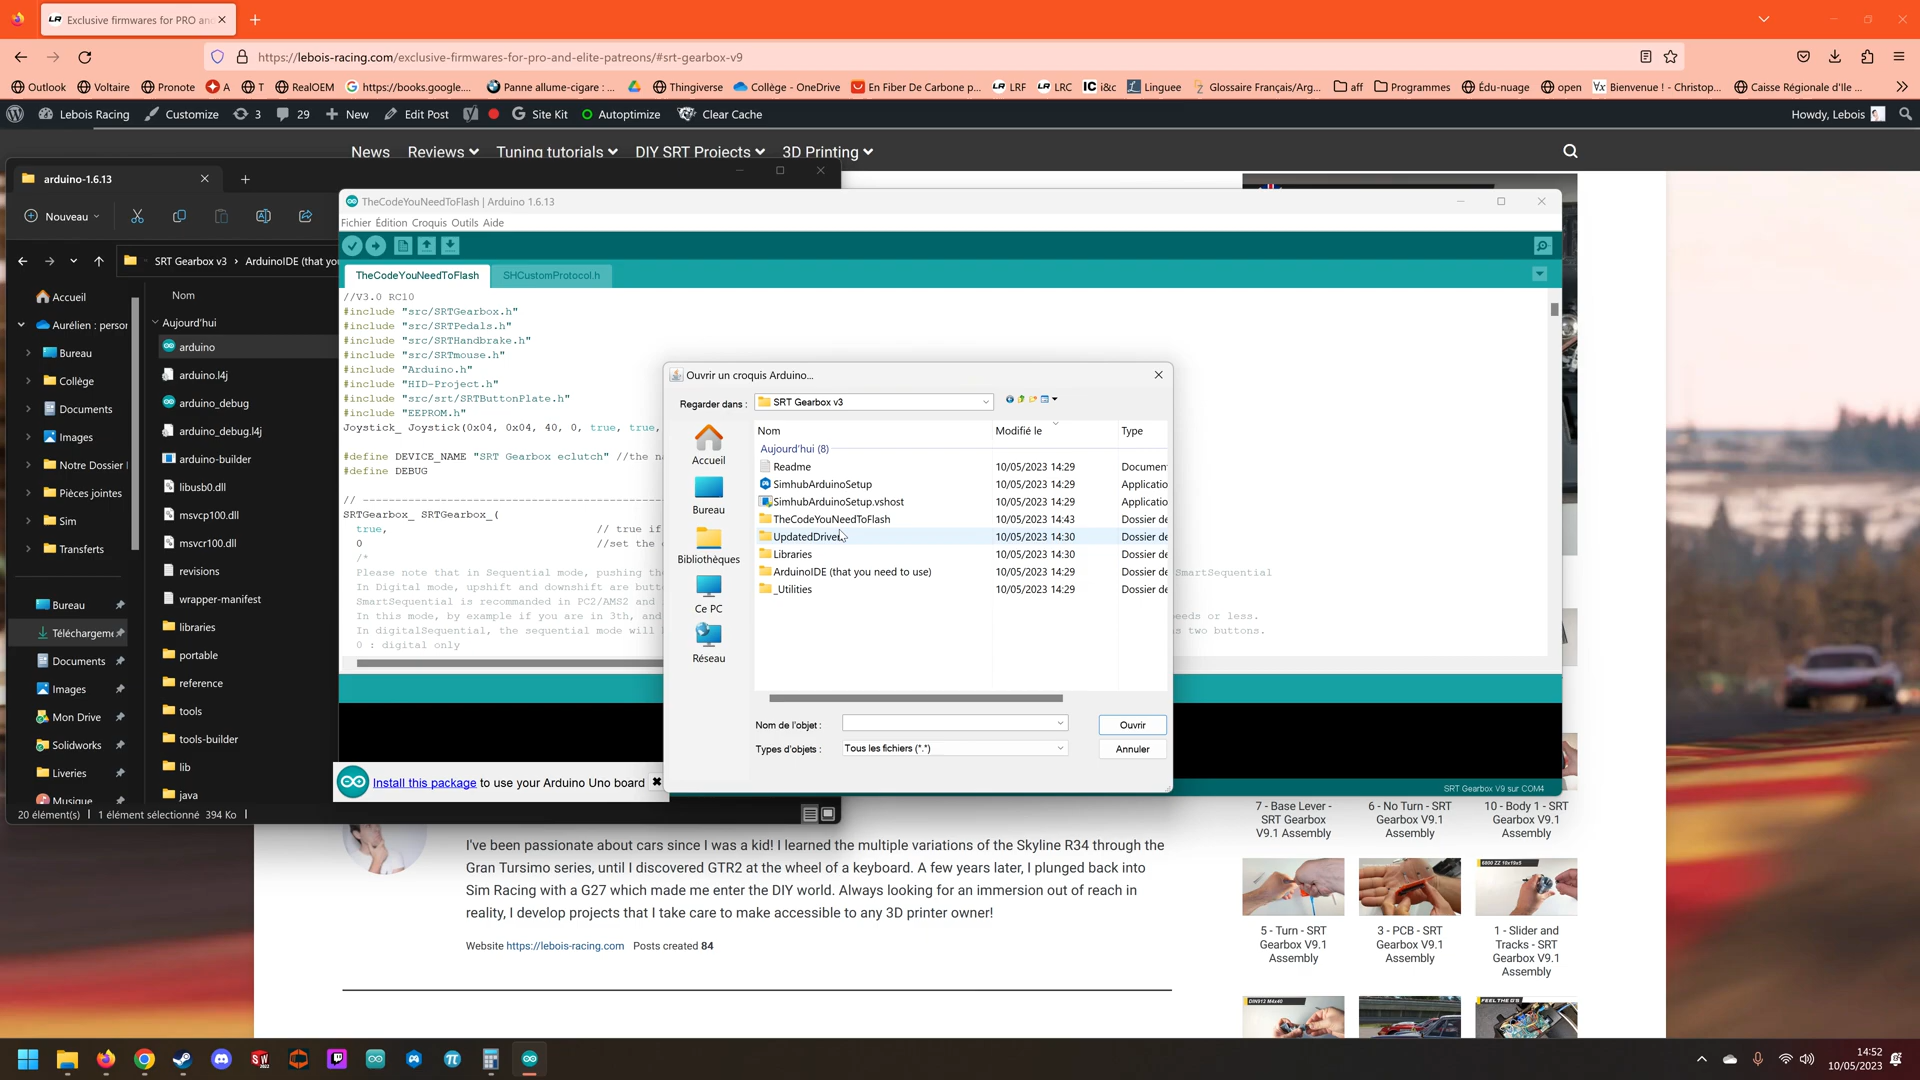 Exclusive firmwares for PRO and
https://lebois-racing.com/exclusive-firmwares-for-pro-and-elite-patreons/#srt-gearbox-v9
Outlook Voltaire Pronote A T RealOEM https://books.google.... Panne allume-cigare : ... Thingiverse Collège - OneDrive En Fiber De Carbone p... LRF LRC i&c Linguee Glossaire Français/Arg... aff Programmes Édu-nuage open Bienvenue ! - Christop... Caisse Régionale d'Ile ...
Lebois Racing Customize 3 29 New Edit Post Site Kit Autoptimize Clear Cache Howdy, Lebois
News Reviews Tuning tutorials DIY SRT Projects 3D Printing
arduino-1.6.13
Nouveau
SRT Gearbox v3 › ArduinoIDE (that you
Accueil
Aurélien : person
Bureau
Collège
Documents
Images
Notre Dossier
Pièces jointes
Sim
Transferts
Bureau
Téléchargeme
Documents
Images
Mon Drive
Solidworks
Liveries
Musique
Nom
Aujourd'hui
arduino
arduino.l4j
arduino_debug
arduino_debug.l4j
arduino-builder
libusb0.dll
msvcp100.dll
msvcr100.dll
revisions
wrapper-manifest
libraries
portable
reference
tools
tools-builder
lib
java
20 élément(s) 1 élément sélectionné 394 Ko
TheCodeYouNeedToFlash | Arduino 1.6.13
Fichier Édition Croquis Outils Aide
TheCodeYouNeedToFlash SHCustomProtocol.h
//V3.0 RC10
#include "src/SRTGearbox.h"
#include "src/SRTPedals.h"
#include "src/SRTHandbrake.h"
#include "src/SRTmouse.h"
#include "Arduino.h"
#include "HID-Project.h"
#include "src/srt/SRTButtonPlate.h"
#include "EEPROM.h"
Joystick_ Joystick(0x04, 0x04, 40, 0, true, true,
#define DEVICE_NAME "SRT Gearbox eclutch" //the na
#define DEBUG
SRTGearbox_ SRTGearbox_(
true, // true if
0 //set the
/*
Please note that in Sequential mode, pushing the SmartSequential
In Digital mode, upshift and downshift are butt
SmartSequential is recommanded in PC2/AMS2 and
In this mode, by example if you are in 3th, and eeds or less.
In digitalSequential, the sequential mode will s two buttons.
0 : digital only
Ouvrir un croquis Arduino...
Regarder dans : SRT Gearbox v3
Accueil
Bureau
Bibliothèques
Ce PC
Réseau
Nom Modifié le Type
Aujourd'hui (8)
Readme 10/05/2023 14:29 Documen
SimhubArduinoSetup 10/05/2023 14:29 Applicatio
SimhubArduinoSetup.vshost 10/05/2023 14:29 Applicatio
TheCodeYouNeedToFlash 10/05/2023 14:43 Dossier de
UpdatedDriver 10/05/2023 14:30 Dossier de
Libraries 10/05/2023 14:30 Dossier de
ArduinoIDE (that you need to use) 10/05/2023 14:29 Dossier de
_Utilities 10/05/2023 14:29 Dossier de
Nom de l'objet : Ouvrir
Types d'objets : Tous les fichiers (*.*) Annuler
Install this package to use your Arduino Uno board
SRT Gearbox V9 sur COM4
I've been passionate about cars since I was a kid! I learned the multiple variations of the Skyline R34 through the
Gran Tursimo series, until I discovered GTR2 at the wheel of a keyboard. A few years later, I plunged back into
Sim Racing with a G27 which made me enter the DIY world. Always looking for an immersion out of reach in
reality, I develop projects that I take care to make accessible to any 3D printer owner!
Website https://lebois-racing.com Posts created 84
7 - Base Lever -
SRT Gearbox
V9.1 Assembly
6 - No Turn - SRT
Gearbox V9.1
Assembly
10 - Body 1 - SRT
Gearbox V9.1
Assembly
6800 ZZ 10x19x5
5 - Turn - SRT
Gearbox V9.1
Assembly
3 - PCB - SRT
Gearbox V9.1
Assembly
1 - Slider and
Tracks - SRT
Gearbox V9.1
Assembly
DIN912 M4x40
FEEL THE G'S
14:52
10/05/2023